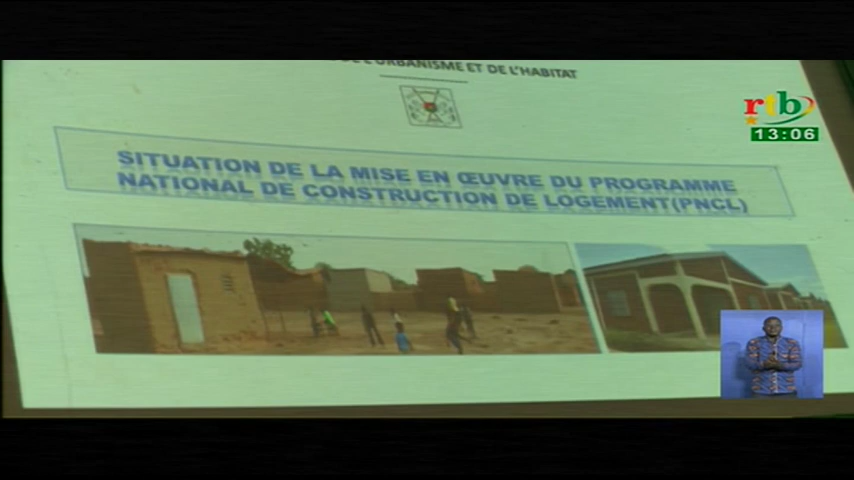 DE L'URBANISME ET DE L'HABITAT
rtb
13:06
SITUATION DE LA MISE EN ŒUVRE DU PROGRAMME
NATIONAL DE CONSTRUCTION DE LOGEMENT(PNCL)